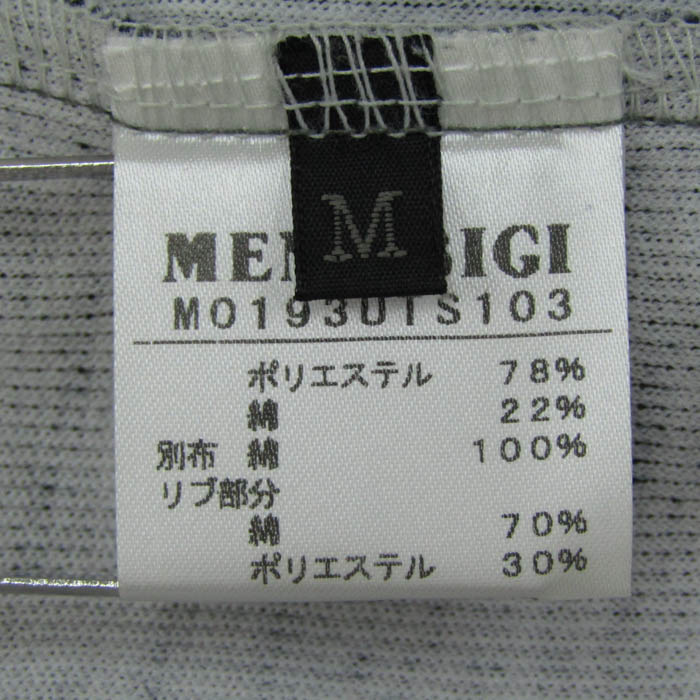 M
MEN BIGI
M0193UTS103
ポリエステル 78%
綿 22%
別布 綿 100%
リブ部分
綿 70%
ポリエステル 30%